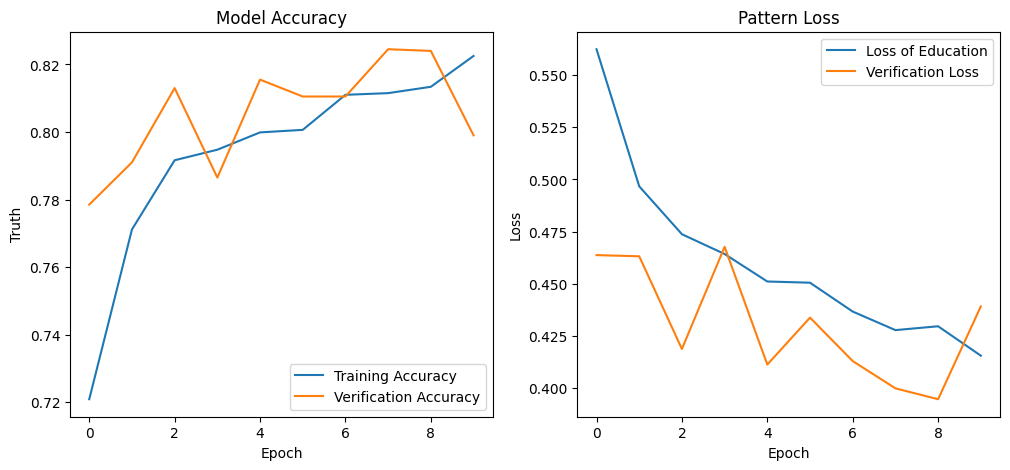 Model Accuracy
Truth
0.82
0.80
0.78
0.76
0.74
0.72
0 2 4 6 8
Epoch
Training Accuracy
Verification Accuracy
Pattern Loss
Loss
0.550
0.525
0.500
0.475
0.450
0.425
0.400
0 2 4 6 8
Epoch
Loss of Education
Verification Loss